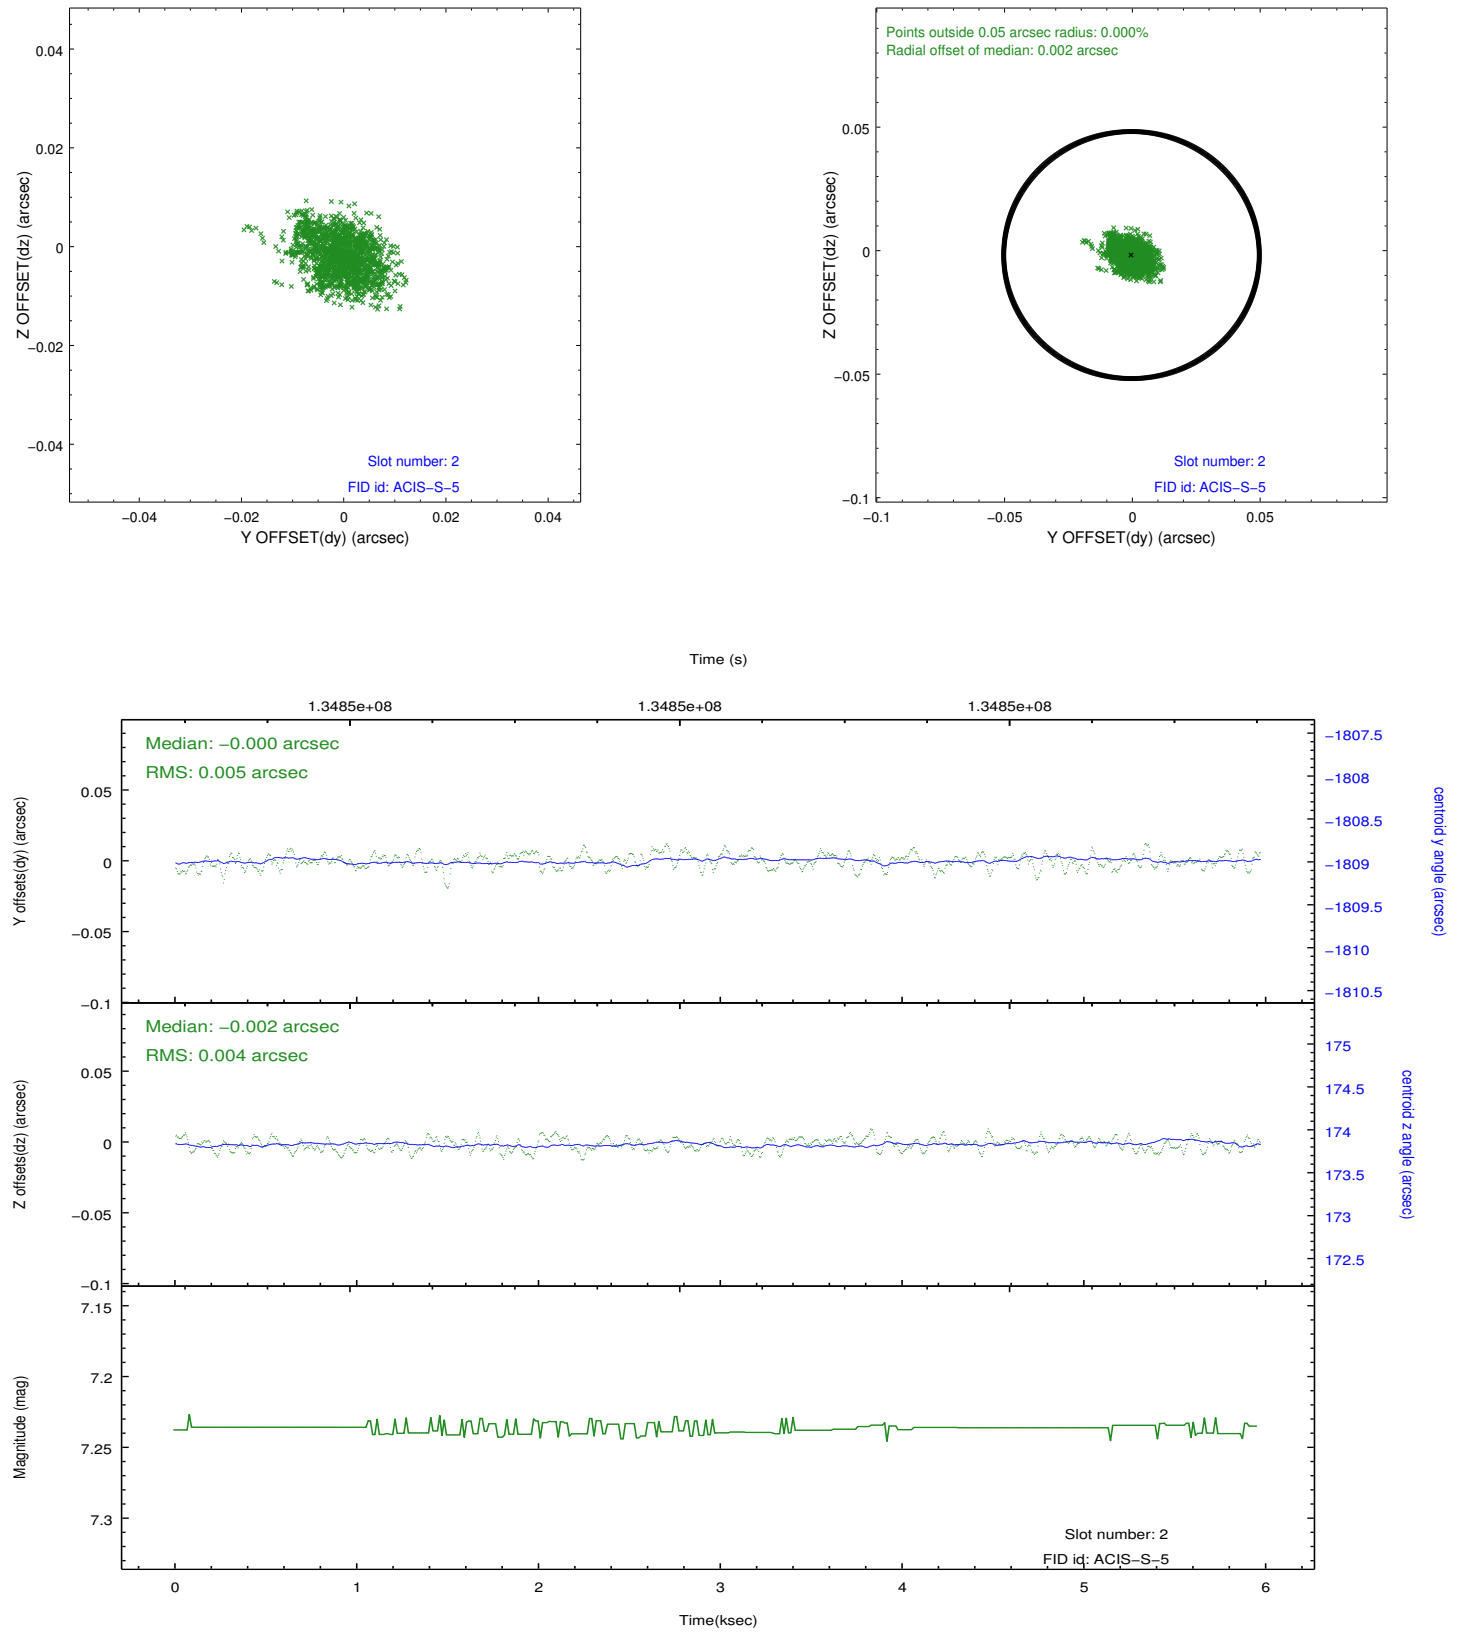 0.04
0.02
0
−0.02
−0.04
Z OFFSET(dz) (arcsec)
Slot number: 2
FID id: ACIS−S−5
−0.04
−0.02
0
0.02
0.04
Y OFFSET(dy) (arcsec)
Points outside 0.05 arcsec radius: 0.000%
Radial offset of median: 0.002 arcsec
0.05
0
−0.05
−0.1
Z OFFSET(dz) (arcsec)
Slot number: 2
FID id: ACIS−S−5
−0.1
−0.05
0
0.05
Y OFFSET(dy) (arcsec)
Time (s)
1.3485e+08
1.3485e+08
1.3485e+08
Median: −0.000 arcsec
RMS: 0.005 arcsec
0.05
0
−0.05
−0.1
Y offsets(dy) (arcsec)
−1807.5
−1808
−1808.5
−1809
−1809.5
−1810
−1810.5
centroid y angle (arcsec)
Median: −0.002 arcsec
RMS: 0.004 arcsec
0.05
0
−0.05
−0.1
Z offsets(dz) (arcsec)
175
174.5
174
173.5
173
172.5
centroid z angle (arcsec)
7.15
7.2
7.25
7.3
Magnitude (mag)
Slot number: 2
FID id: ACIS−S−5
0
1
2
3
4
5
6
Time(ksec)